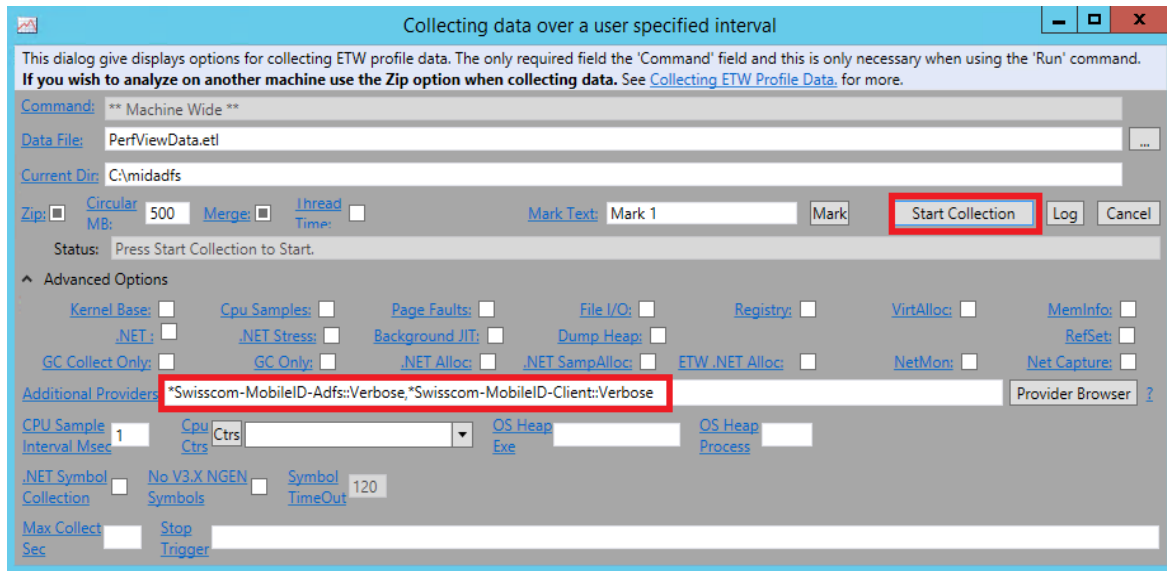 Collecting data over a user specified interval
This dialog give displays options for collecting ETW profile data. The only required field the 'Command' field and this is only necessary when using the 'Run' command.
If you wish to analyze on another machine use the Zip option when collecting data. See Collecting ETW Profile Data. for more.
Command: ** Machine Wide **
Data File: PerfViewData.etl ...
Current Dir: C:\midadfs
Zip: Circular MB: 500 Merge: Thread Time: Mark Text: Mark 1 Mark Start Collection Log Cancel
Status: Press Start Collection to Start.
Advanced Options
Kernel Base: Cpu Samples: Page Faults: File I/O: Registry: VirtAlloc: MemInfo:
.NET : .NET Stress: Background JIT: Dump Heap: RefSet:
GC Collect Only: GC Only: .NET Alloc: .NET SampAlloc: ETW .NET Alloc: NetMon: Net Capture:
Additional Providers *Swisscom-MobileID-Adfs::Verbose,*Swisscom-MobileID-Client::Verbose Provider Browser ?
CPU Sample Interval Msec 1 Cpu Ctrs Ctrs OS Heap Exe OS Heap Process
.NET Symbol Collection No V3.X NGEN Symbols Symbol TimeOut 120
Max Collect Sec Stop Trigger